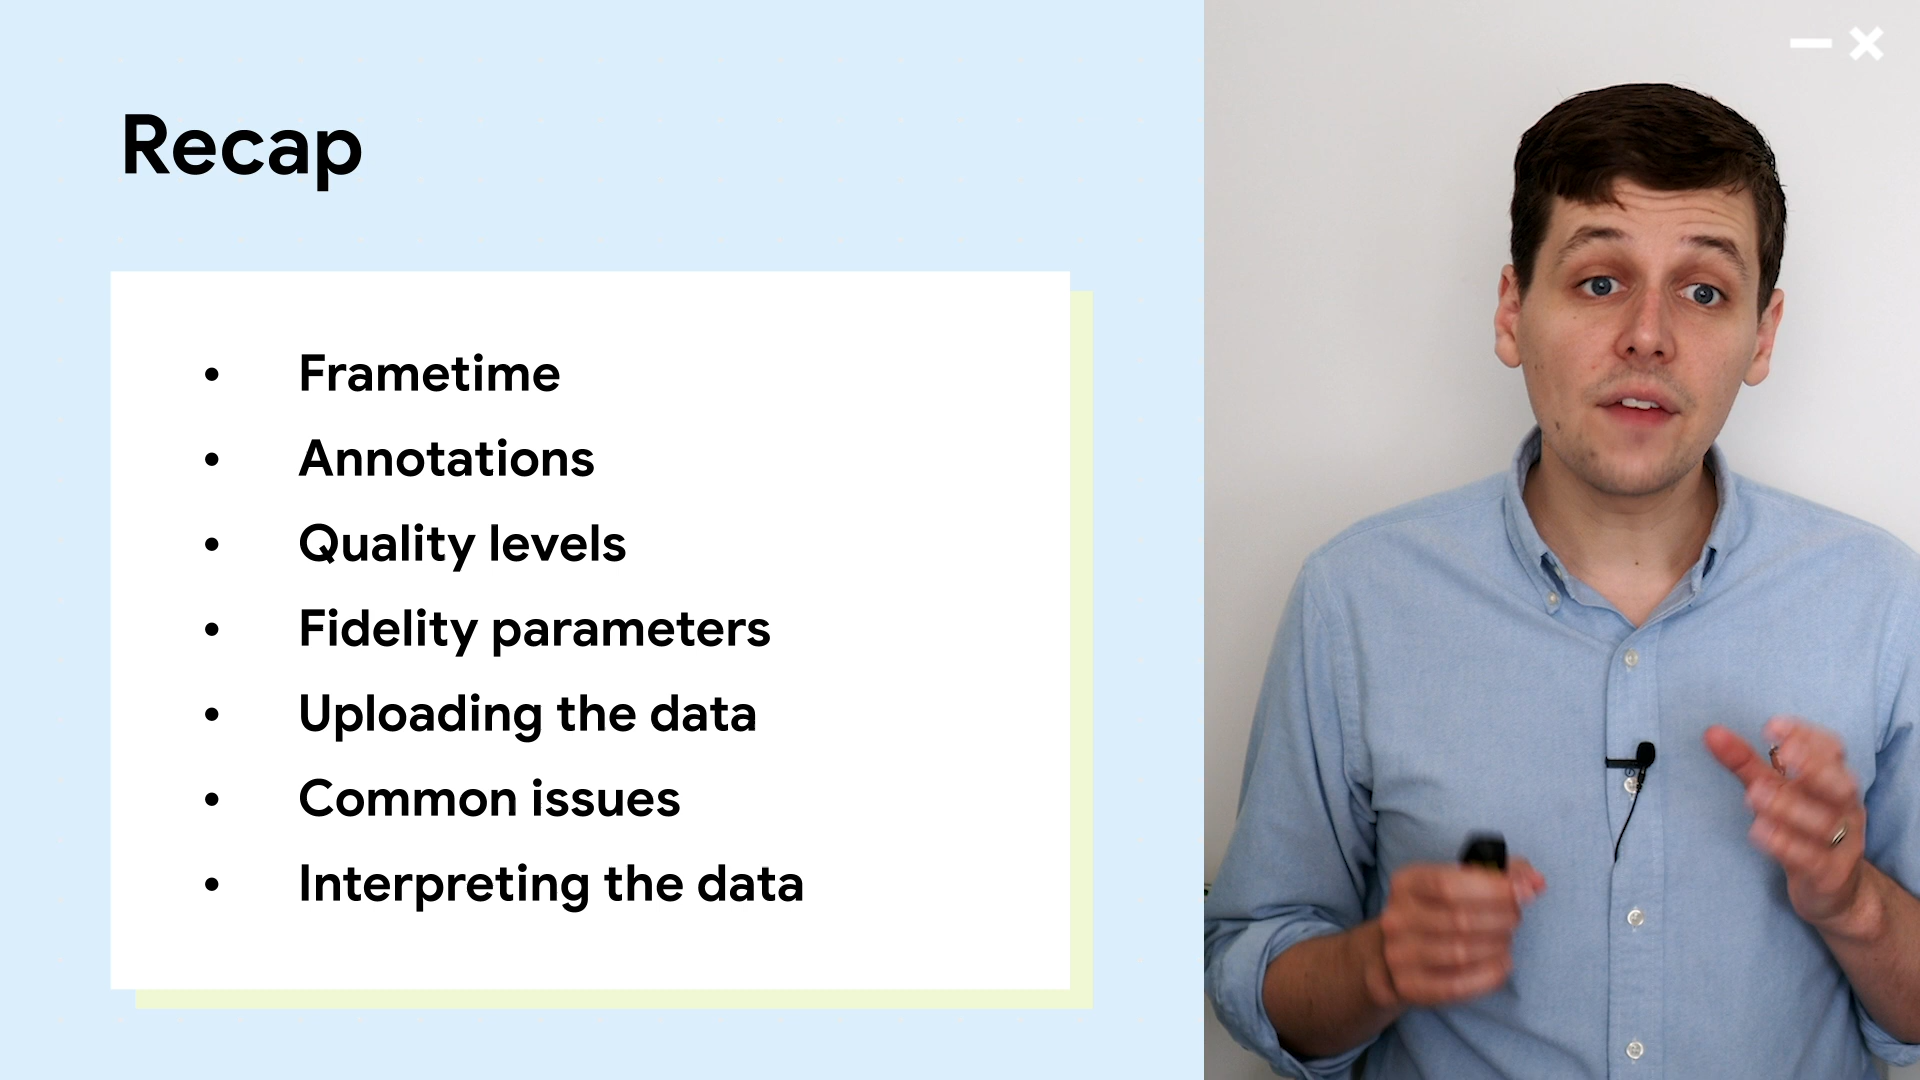 Recap
• Frametime
• Annotations
• Quality levels
• Fidelity parameters
• Uploading the data
• Common issues
• Interpreting the data